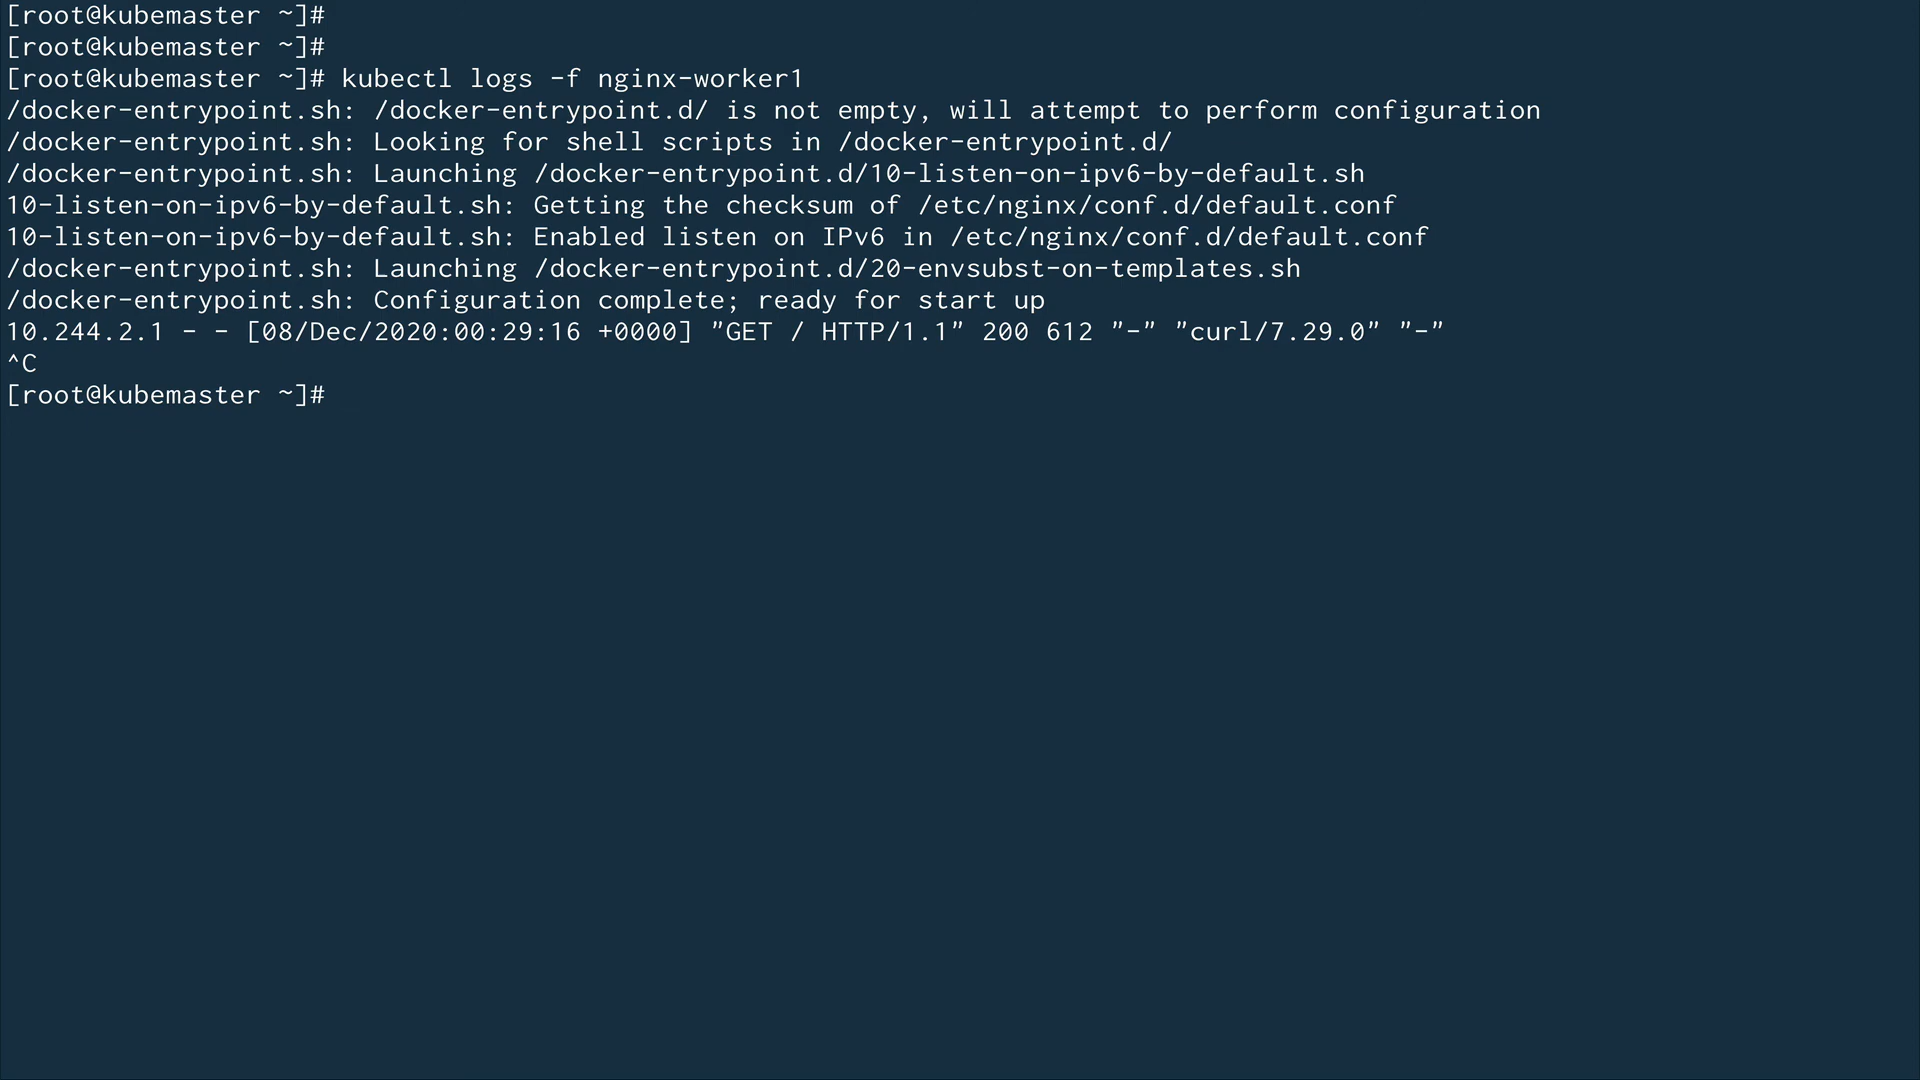 [root@kubemaster ~]#
[root@kubemaster ~]#
[root@kubemaster ~]# kubectl logs -f nginx-worker1
/docker-entrypoint.sh: /docker-entrypoint.d/ is not empty, will attempt to perform configuration
/docker-entrypoint.sh: Looking for shell scripts in /docker-entrypoint.d/
/docker-entrypoint.sh: Launching /docker-entrypoint.d/10-listen-on-ipv6-by-default.sh
10-listen-on-ipv6-by-default.sh: Getting the checksum of /etc/nginx/conf.d/default.conf
10-listen-on-ipv6-by-default.sh: Enabled listen on IPv6 in /etc/nginx/conf.d/default.conf
/docker-entrypoint.sh: Launching /docker-entrypoint.d/20-envsubst-on-templates.sh
/docker-entrypoint.sh: Configuration complete; ready for start up
10.244.2.1 - - [08/Dec/2020:00:29:16 +0000] "GET / HTTP/1.1" 200 612 "-" "curl/7.29.0" "-"
^C
[root@kubemaster ~]#